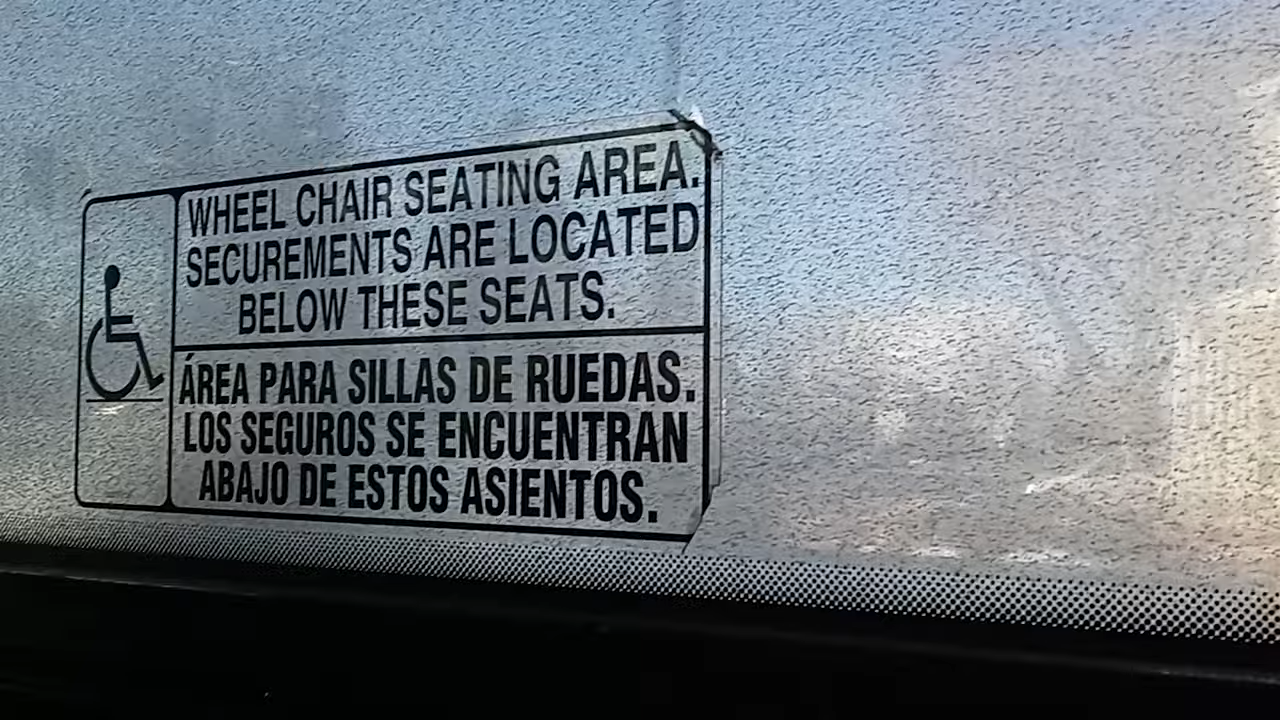 WHEEL CHAIR SEATING AREA.
SECUREMENTS ARE LOCATED
BELOW THESE SEATS.
ÁREA PARA SILLAS DE RUEDAS.
LOS SEGUROS SE ENCUENTRAN
ABAJO DE ESTOS ASIENTOS.